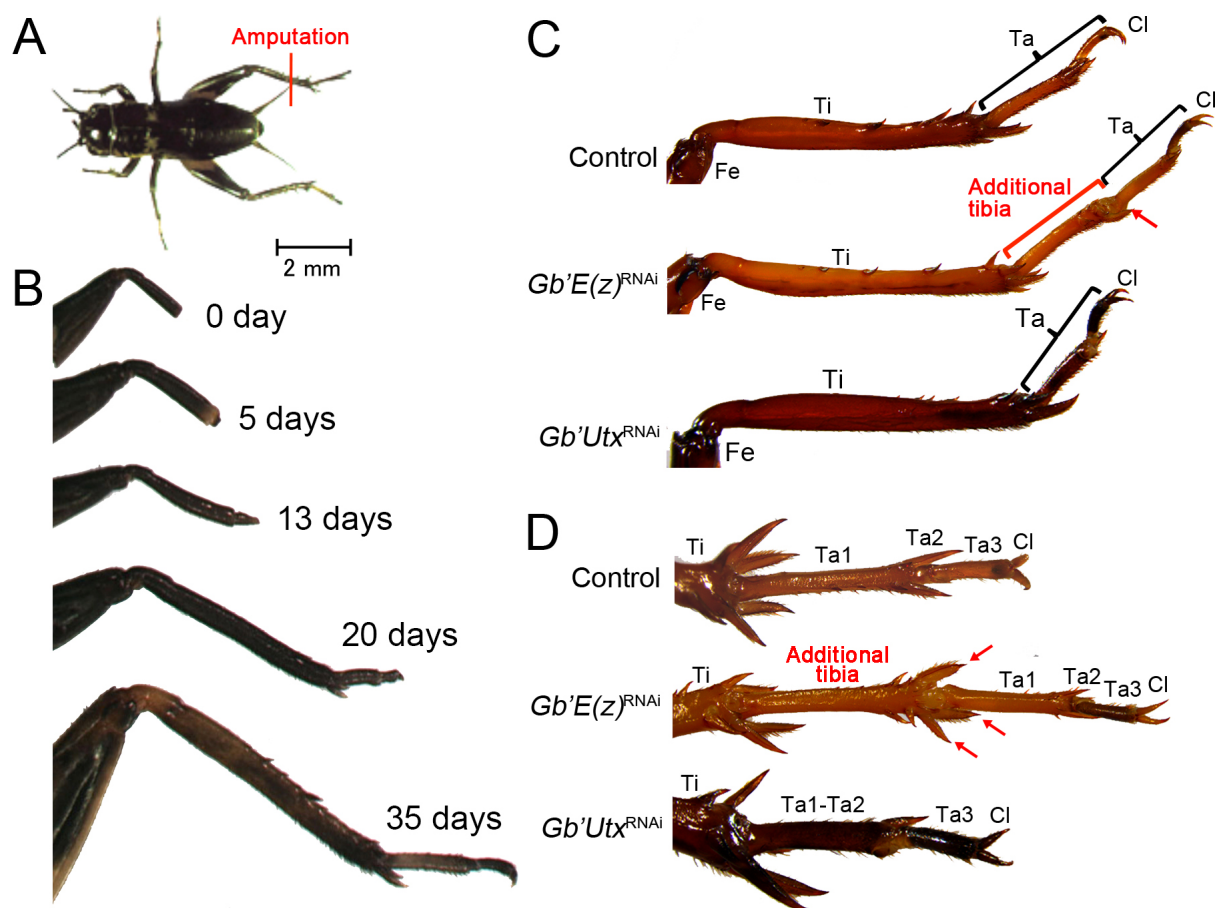 A
Amputation
2 mm
B
0 day
5 days
13 days
20 days
35 days
C
Ta
Cl
Ti
Control
Fe
Ta
Cl
Additional
tibia
Ti
Gb'E(z)RNAi
Fe
Cl
Ta
Ti
Gb'UtxRNAi
Fe
D
Ti
Ta1
Ta2
Ta3
Cl
Control
Additional
tibia
Ti
Ta1
Ta2
Ta3
Cl
Gb'E(z)RNAi
Ti
Ta1-Ta2
Ta3
Cl
Gb'UtxRNAi